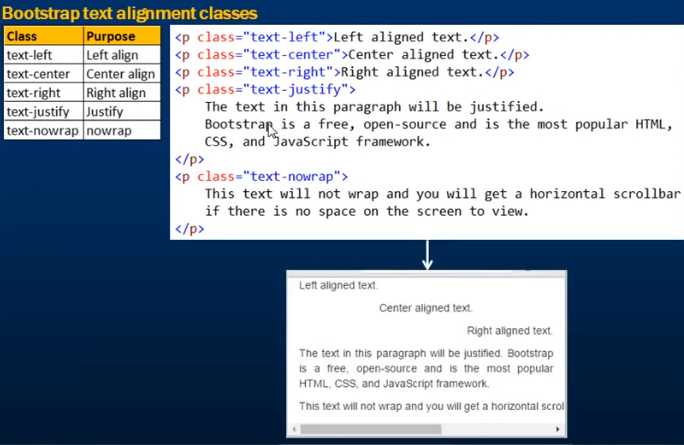 Bootstrap text alignment classes
Class Purpose
text-left Left align
text-center Center align
text-right Right align
text-justify Justify
text-nowrap nowrap
<p class="text-left">Left aligned text.</p>
<p class="text-center">Center aligned text.</p>
<p class="text-right">Right aligned text.</p>
<p class="text-justify">
The text in this paragraph will be justified.
Bootstrap is a free, open-source and is the most popular HTML,
CSS, and JavaScript framework.
</p>
<p class="text-nowrap">
This text will not wrap and you will get a horizontal scrollbar
if there is no space on the screen to view.
</p>
Left aligned text.
Center aligned text.
Right aligned text.
The text in this paragraph will be justified. Bootstrap
is a free, open-source and is the most popular
HTML, CSS, and JavaScript framework.
This text will not wrap and you will get a horizontal scrol